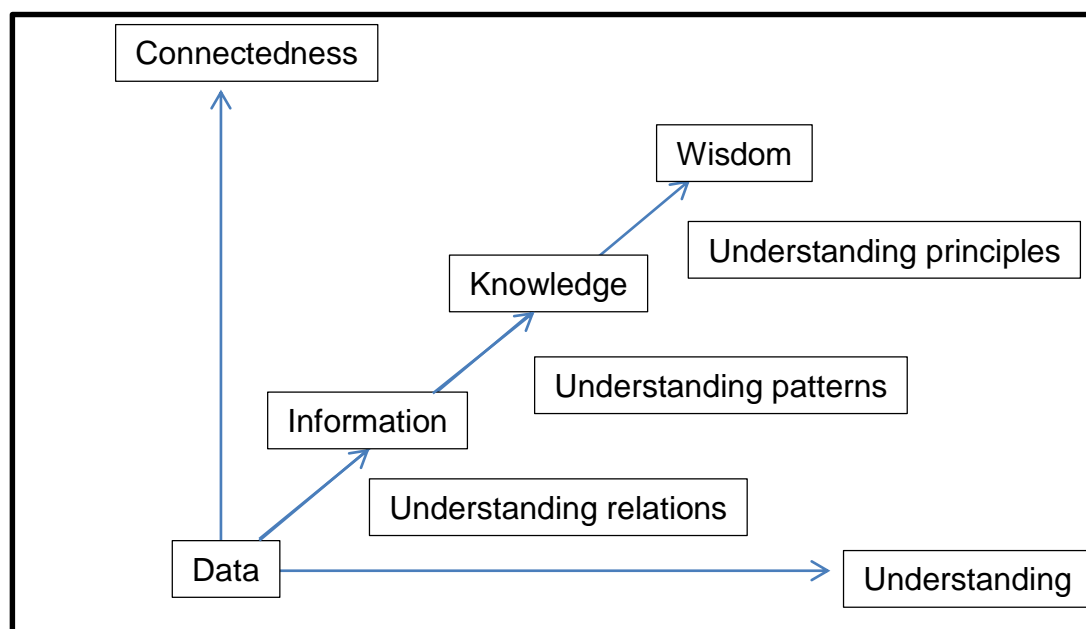 Connectedness
Wisdom
Understanding principles
Knowledge
Understanding patterns
Information
Understanding relations
Data
Understanding